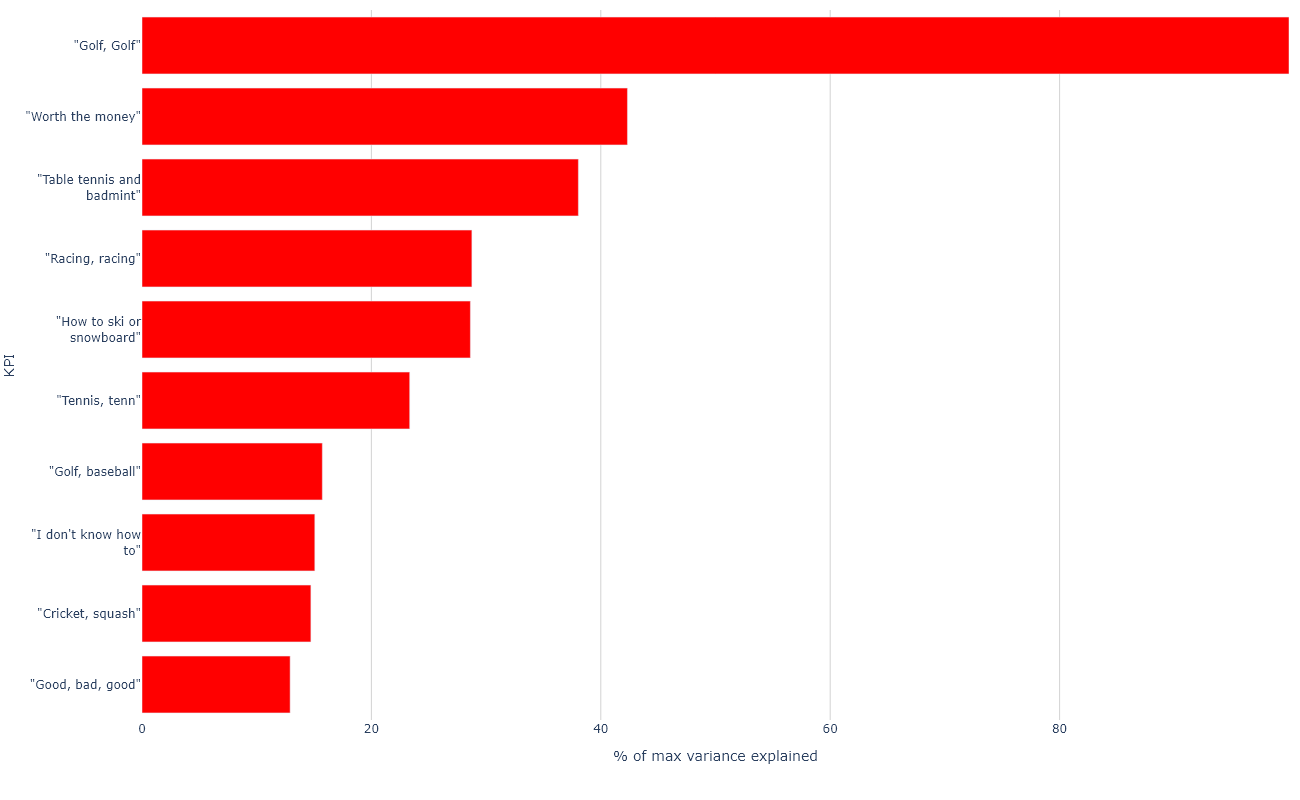 "Golf, Golf"
"Worth the money"
"Table tennis and
badmint"
"Racing, racing"
"How to ski or
snowboard"
KPI
"Tennis, tenn"
"Golf, baseball"
"I don't know how
to"
"Cricket, squash"
"Good, bad, good"
0 20 40 60 80
% of max variance explained